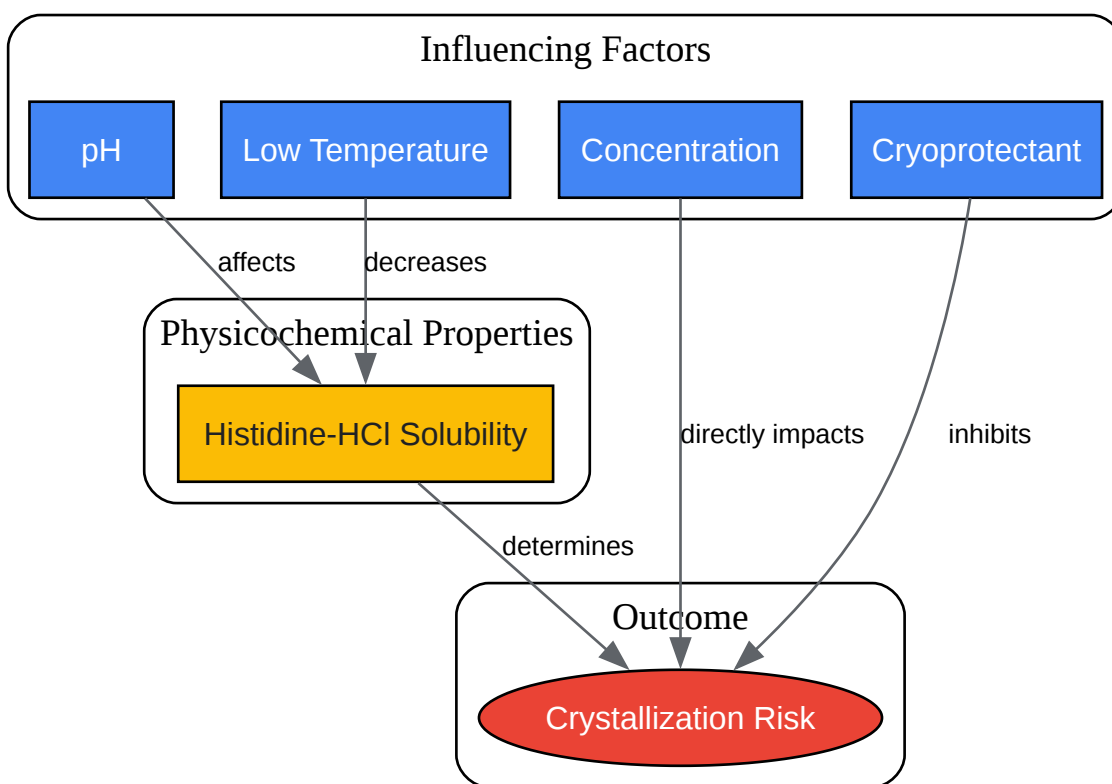 Influencing Factors
pH
Low Temperature
Concentration
Cryoprotectant
affects
decreases
Physicochemical Properties
Histidine-HCl Solubility
directly impacts
inhibits
determines
Outcome
Crystallization Risk